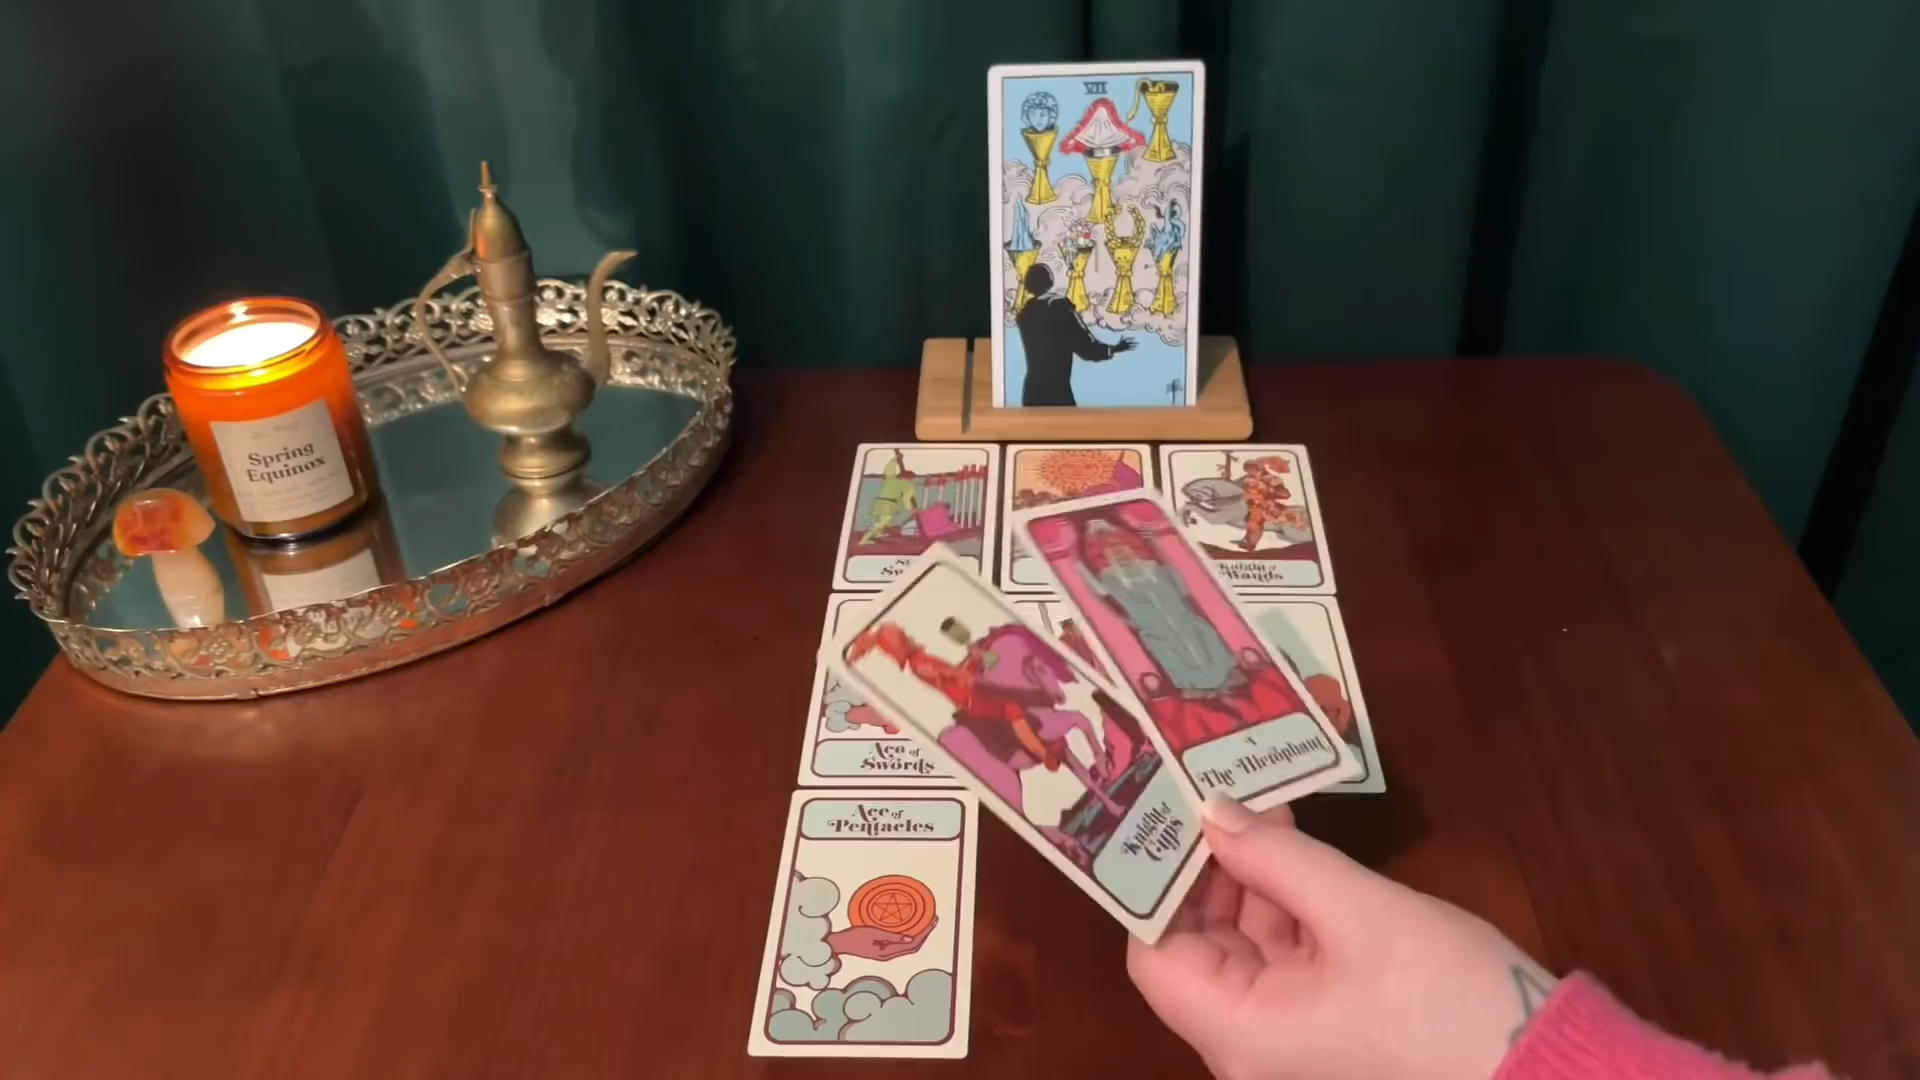 VII
Spring
Equinox
Knight of
Wands
Ace of
Swords
V
The Hierophant
Knight of
Cups
Ace of
Pentacles